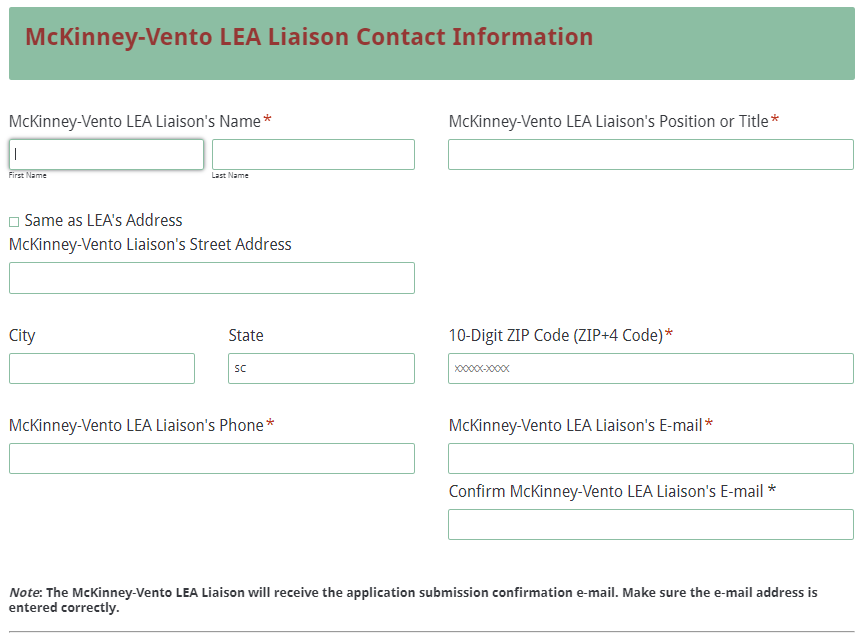 McKinney-Vento LEA Liaison Contact Information
McKinney-Vento LEA Liaison's Name*
McKinney-Vento LEA Liaison's Position or Title*
First Name
Last Name
Same as LEA's Address
McKinney-Vento Liaison's Street Address
City
State
10-Digit ZIP Code (ZIP+4 Code)*
SC
xxxxx-xxxx
McKinney-Vento LEA Liaison's Phone*
McKinney-Vento LEA Liaison's E-mail*
Confirm McKinney-Vento LEA Liaison's E-mail *
Note: The McKinney-Vento LEA Liaison will receive the application submission confirmation e-mail. Make sure the e-mail address is
entered correctly.